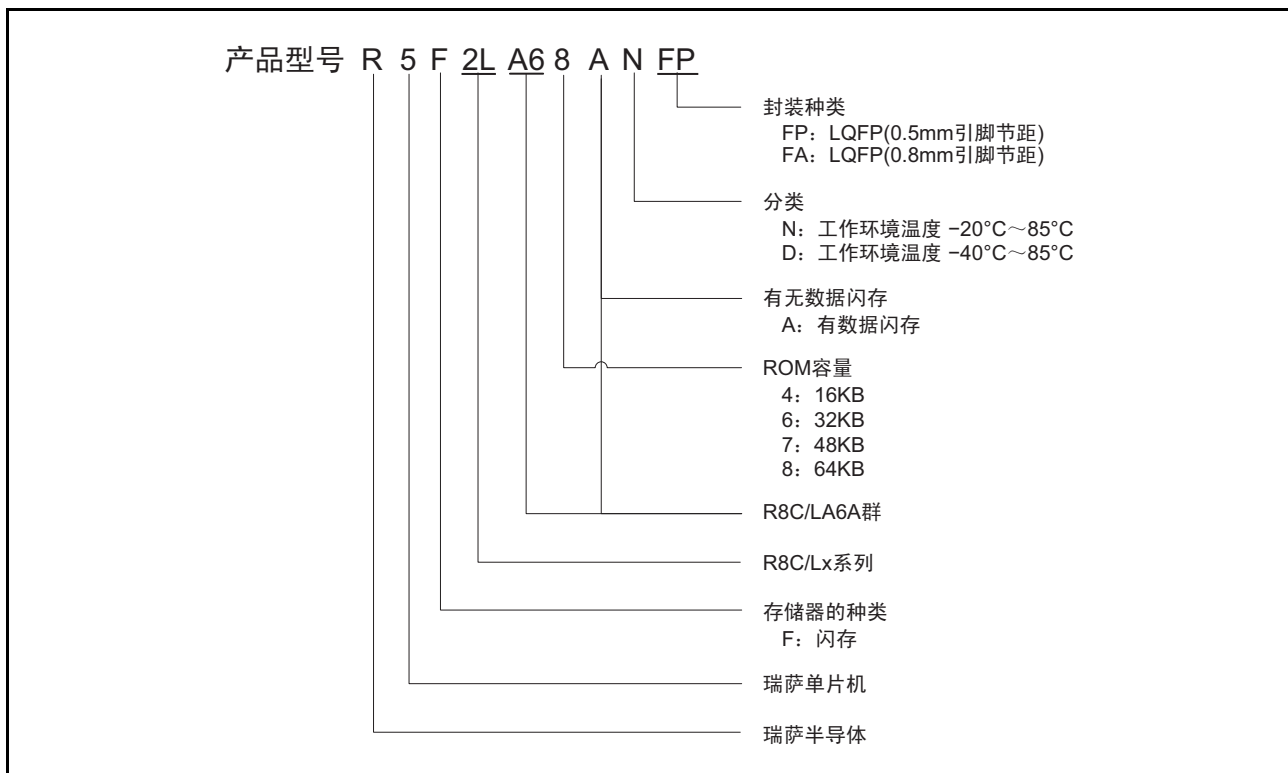 产品型号 R 5 F 2L A6 8 A N FP
封装种类
FP：LQFP(0.5mm引脚节距)
FA：LQFP(0.8mm引脚节距)
分类
N：工作环境温度 −20°C～85°C
D：工作环境温度 −40°C～85°C
有无数据闪存
A：有数据闪存
ROM容量
4：16KB
6：32KB
7：48KB
8：64KB
R8C/LA6A群
R8C/Lx系列
存储器的种类
F：闪存
瑞萨单片机
瑞萨半导体